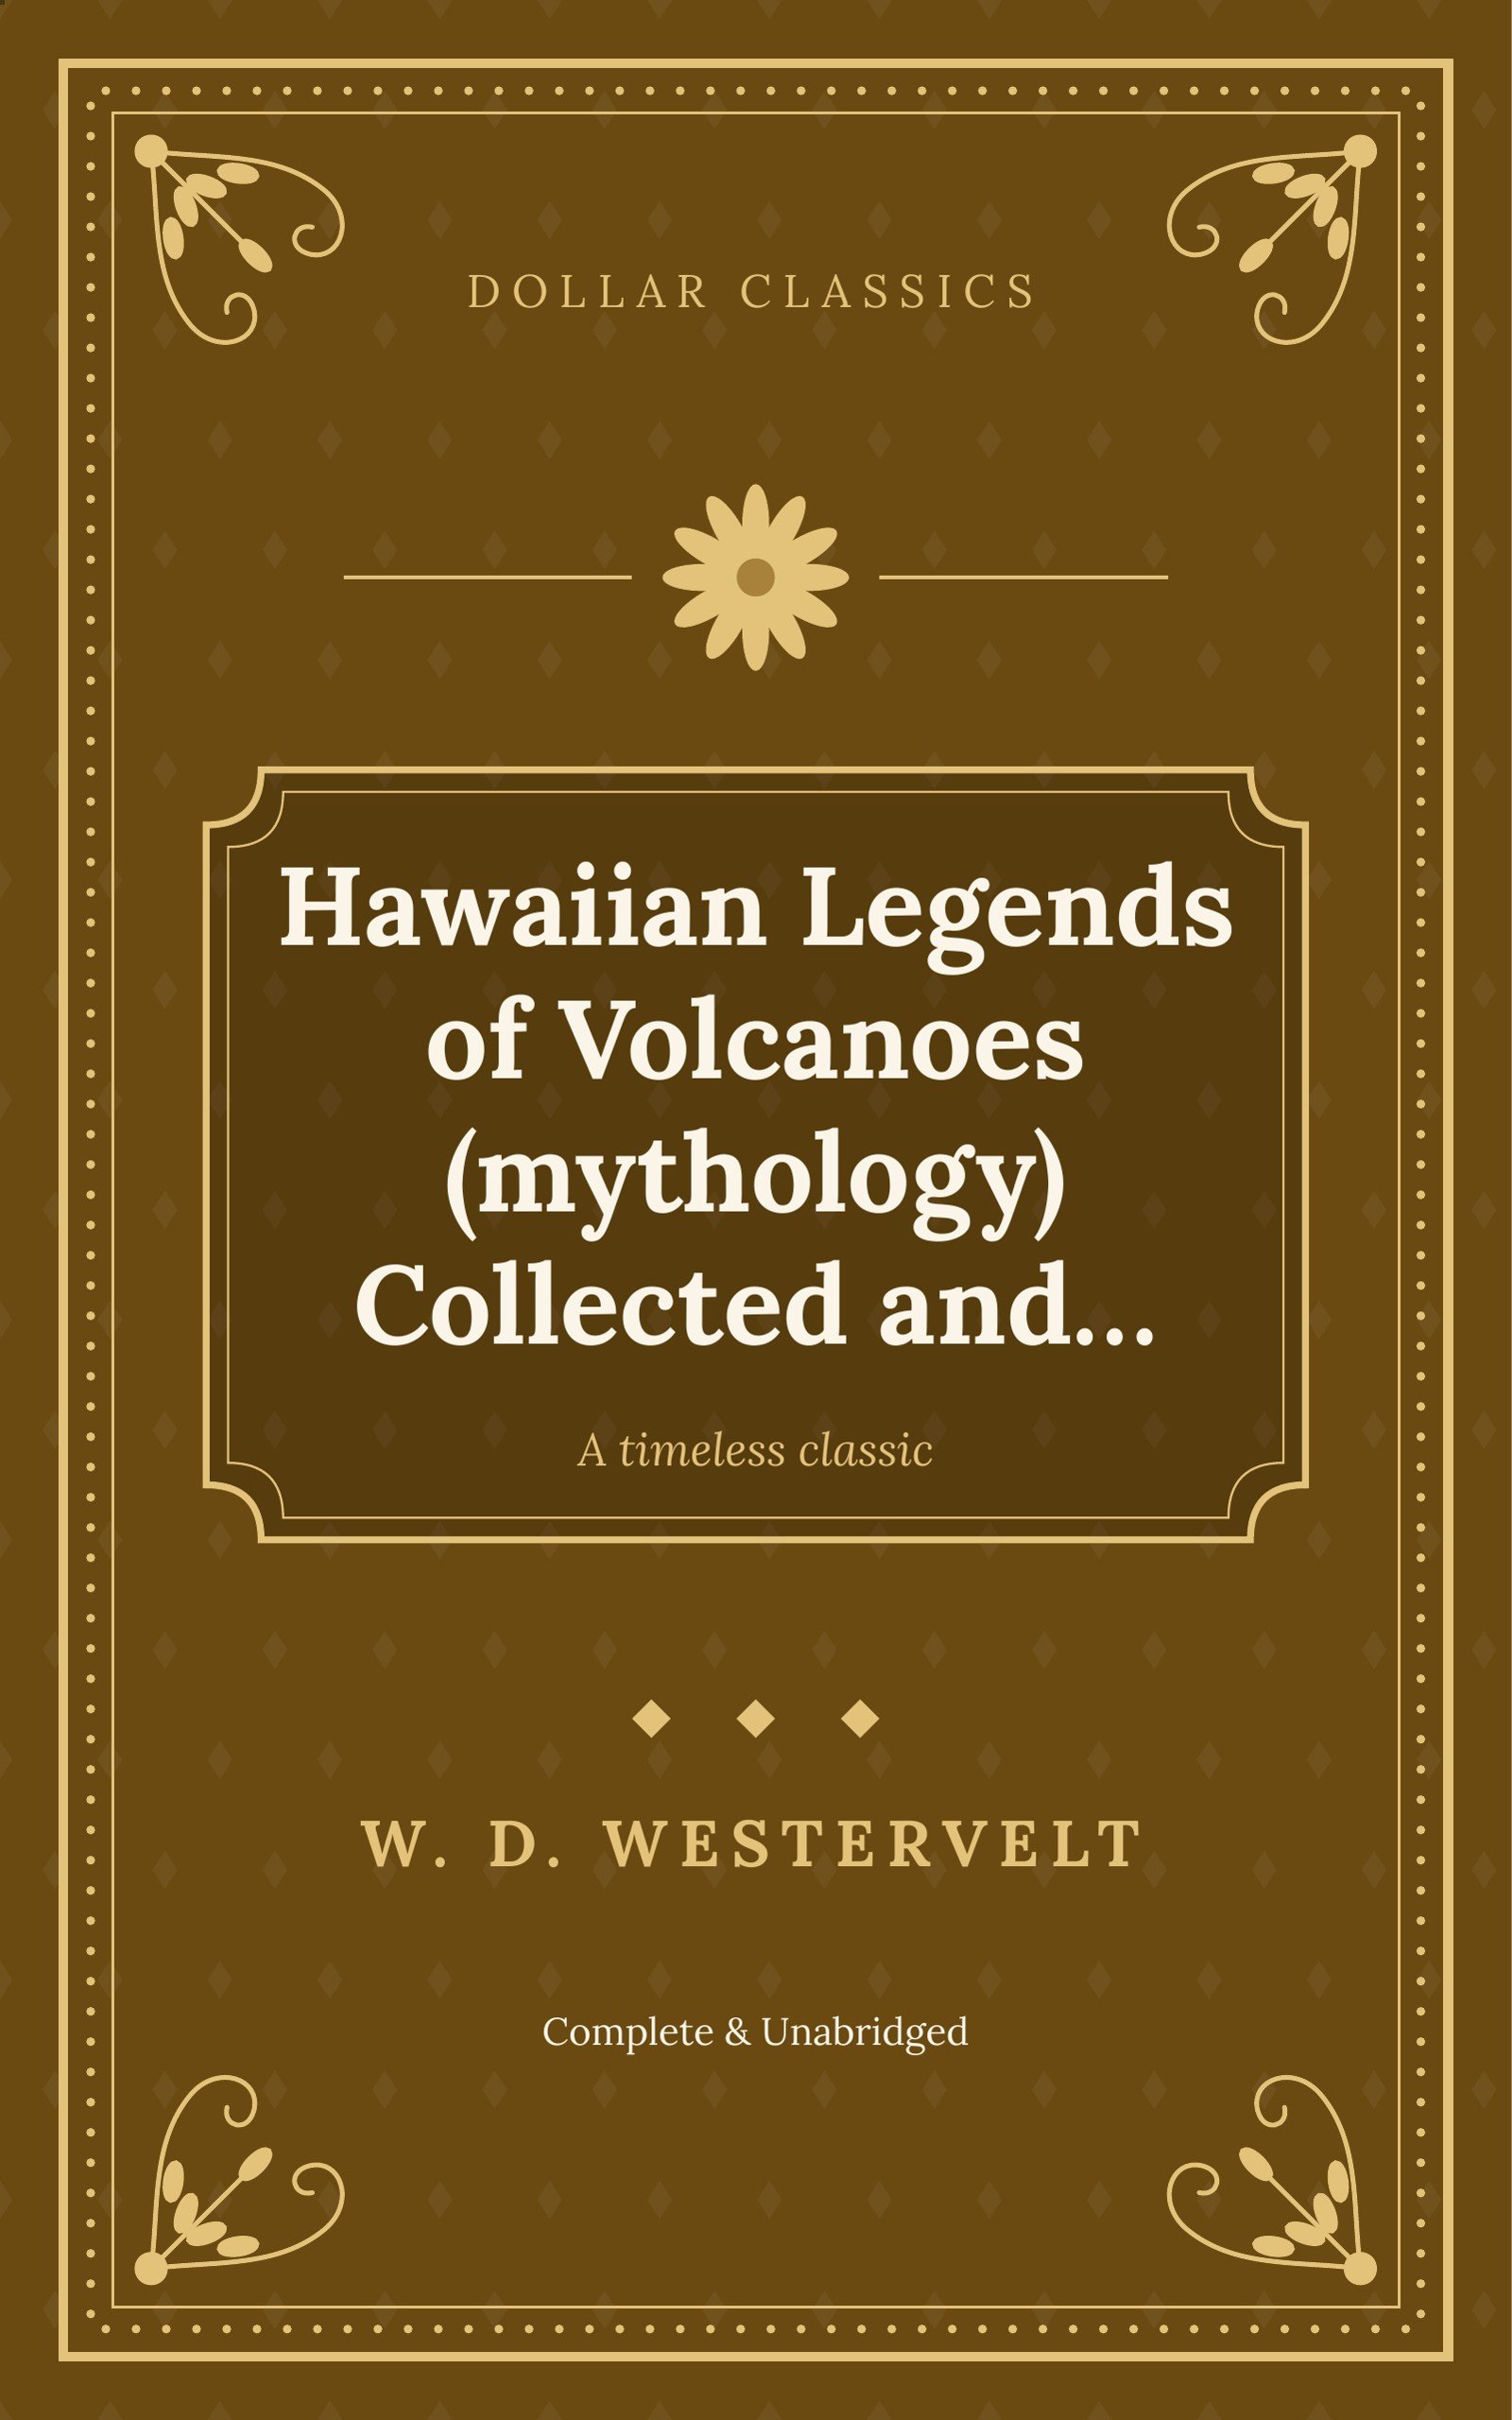 DOLLAR CLASSICS
Hawaiian Legends
of Volcanoes
(mythology)
Collected and...
A timeless classic
W. D. WESTERVELT
Complete & Unabridged